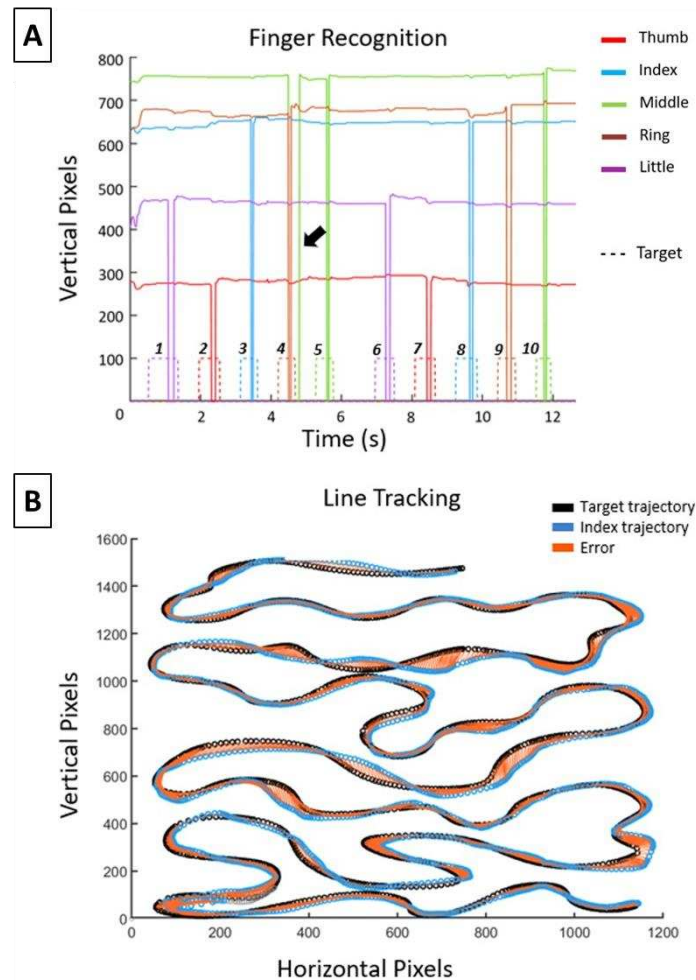 A
Finger Recognition
Thumb
Index
Middle
Ring
Little
Target
Vertical Pixels
800
700
600
500
400
300
200
100
0
1 2 3 4 5 6 7 8 9 10
2 4 6 8 10 12
Time (s)
B
Line Tracking
Target trajectory
Index trajectory
Error
Vertical Pixels
1600
1400
1200
1000
800
600
400
200
0
0 200 400 600 800 1000 1200
Horizontal Pixels